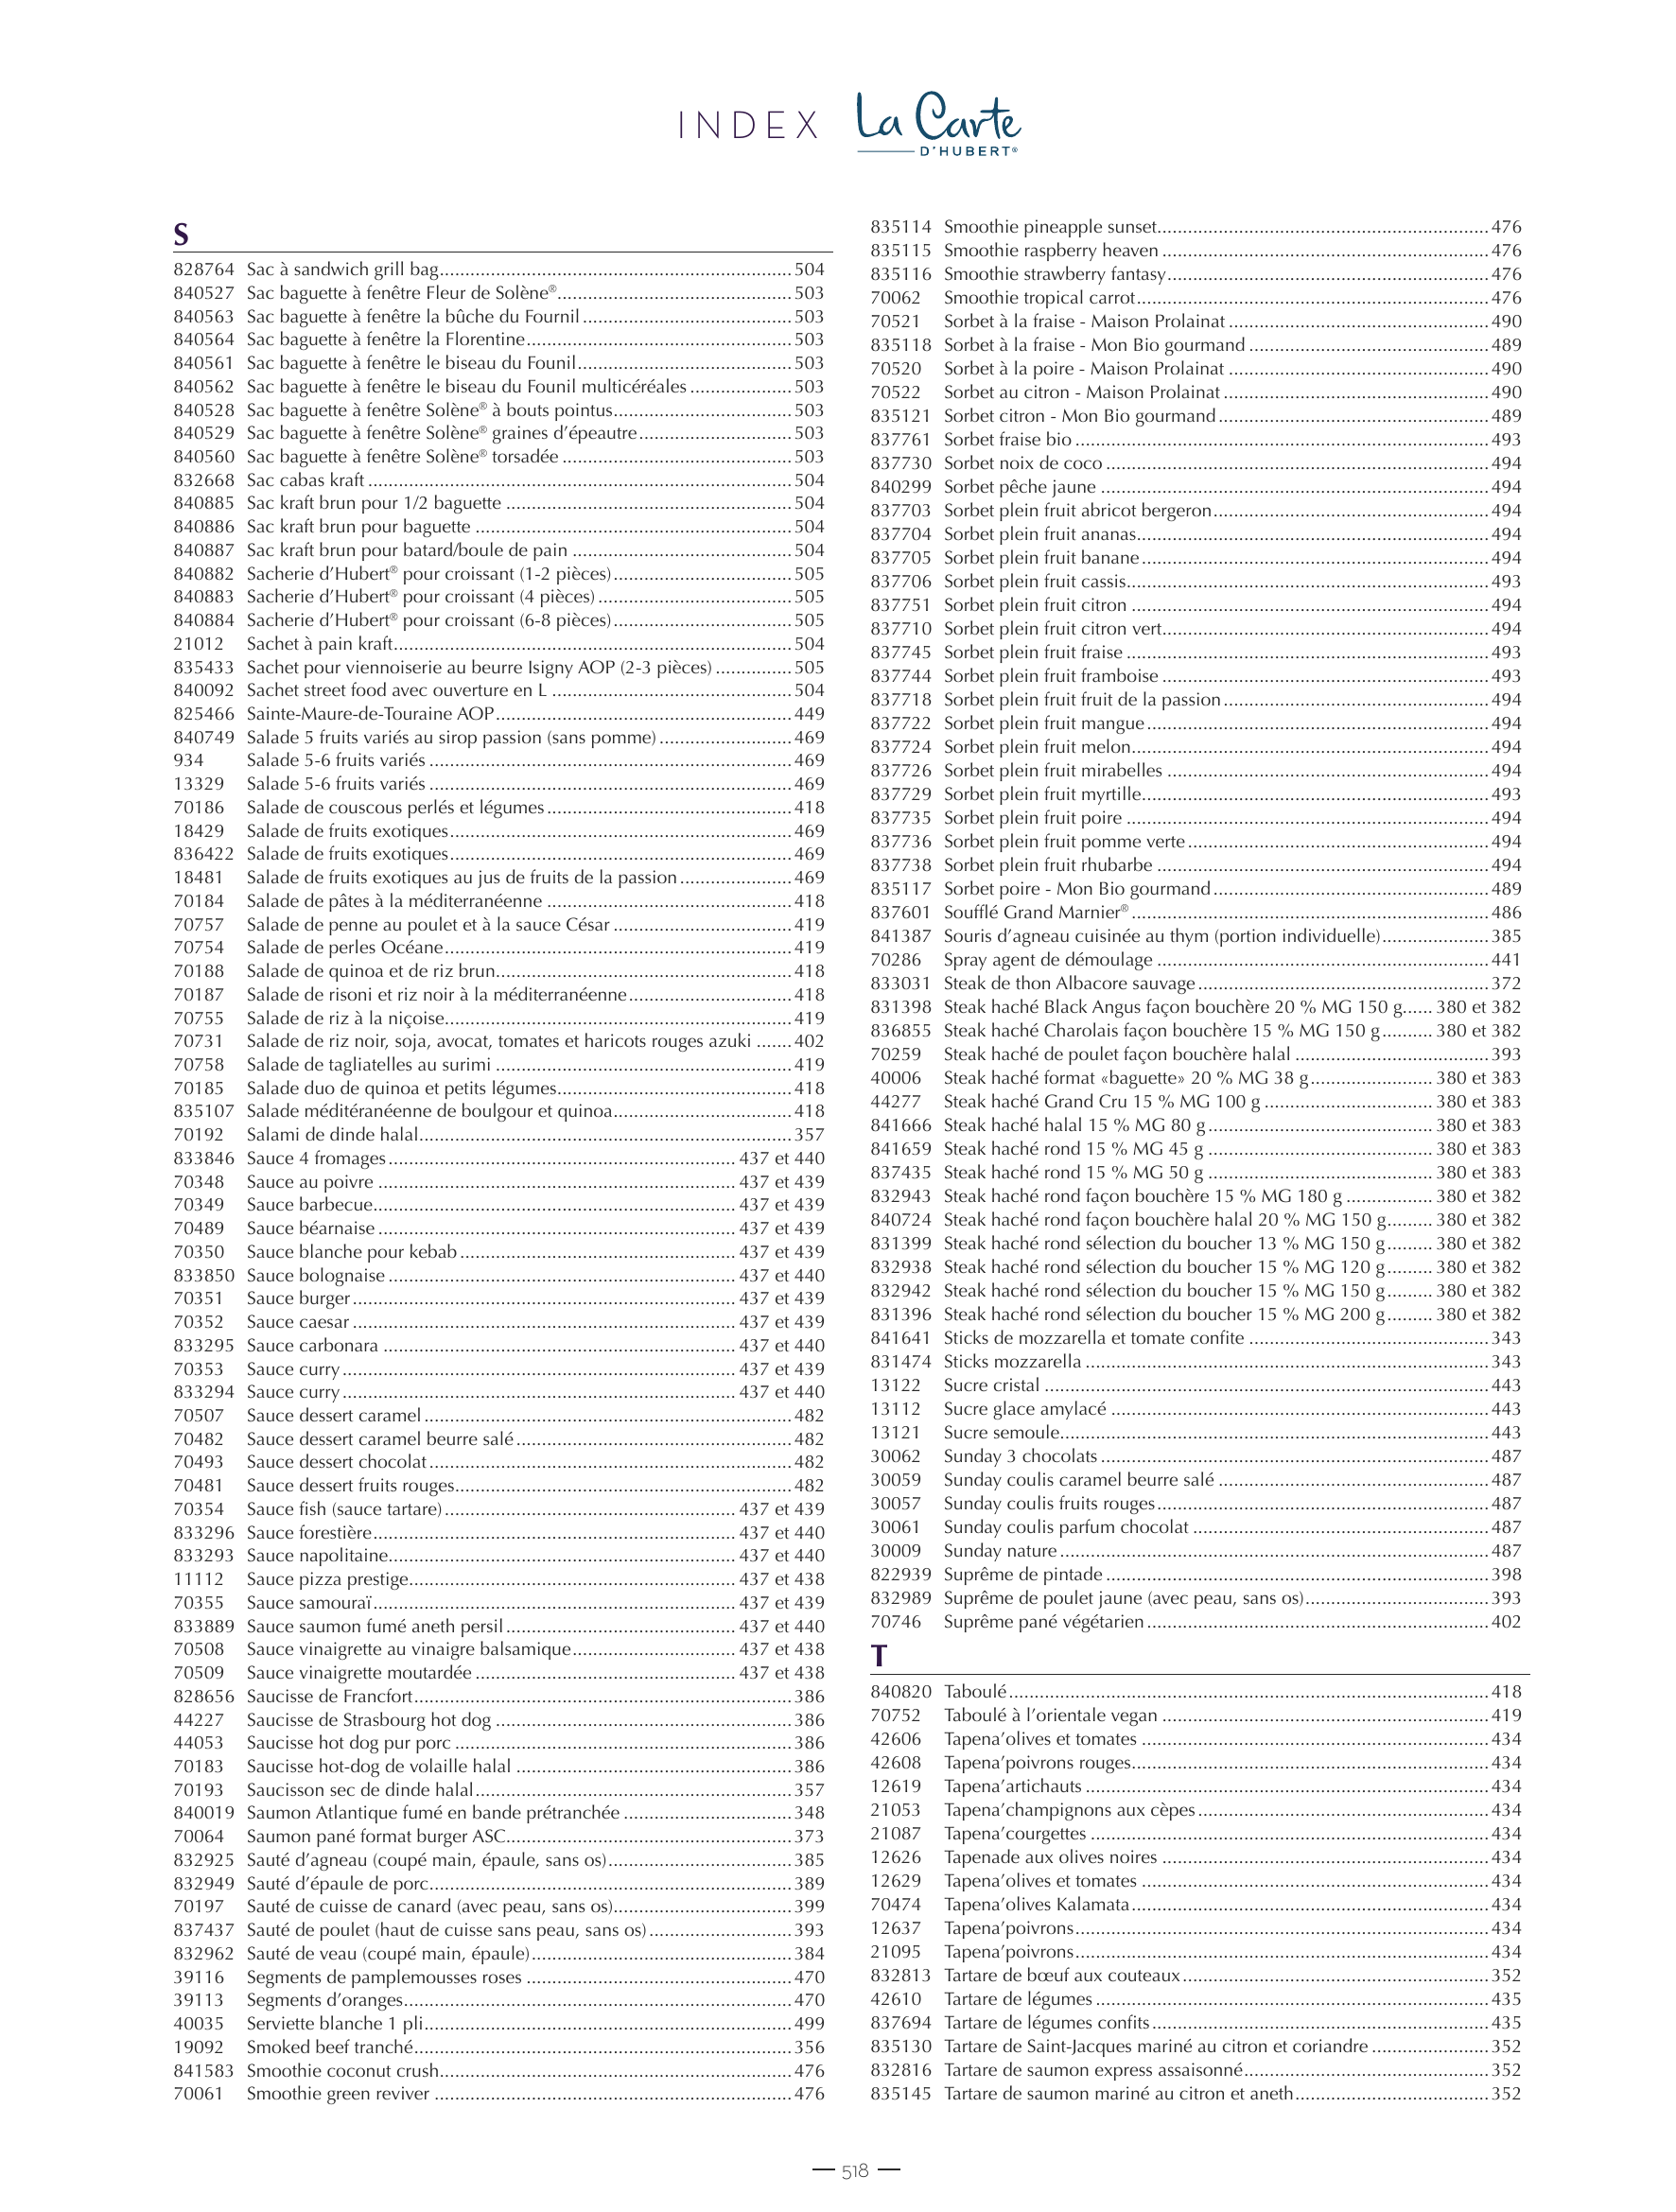 INDEX La Carte
D'HUBERT®
S
828764 Sac à sandwich grill bag 504
840527 Sac baguette à fenêtre Fleur de Solène® 503
840563 Sac baguette à fenêtre la bûche du Fournil 503
840564 Sac baguette à fenêtre la Florentine 503
840561 Sac baguette à fenêtre le biseau du Founil 503
840562 Sac baguette à fenêtre le biseau du Founil multicéréales 503
840528 Sac baguette à fenêtre Solène® à bouts pointus 503
840529 Sac baguette à fenêtre Solène® graines d'épeautre 503
840560 Sac baguette à fenêtre Solène® torsadée 503
832668 Sac cabas kraft 504
840885 Sac kraft brun pour 1/2 baguette 504
840886 Sac kraft brun pour baguette 504
840887 Sac kraft brun pour batard/boule de pain 504
840882 Sacherie d'Hubert® pour croissant (1-2 pièces) 505
840883 Sacherie d'Hubert® pour croissant (4 pièces) 505
840884 Sacherie d'Hubert® pour croissant (6-8 pièces) 505
21012 Sachet à pain kraft 504
835433 Sachet pour viennoiserie au beurre Isigny AOP (2-3 pièces) 505
840092 Sachet street food avec ouverture en L 504
825466 Sainte-Maure-de-Touraine AOP 449
840749 Salade 5 fruits variés au sirop passion (sans pomme) 469
934 Salade 5-6 fruits variés 469
13329 Salade 5-6 fruits variés 469
70186 Salade de couscous perlés et légumes 418
18429 Salade de fruits exotiques 469
836422 Salade de fruits exotiques 469
18481 Salade de fruits exotiques au jus de fruits de la passion 469
70184 Salade de pâtes à la méditerranéenne 418
70757 Salade de penne au poulet et à la sauce César 419
70754 Salade de perles Océane 419
70188 Salade de quinoa et de riz brun 418
70187 Salade de risoni et riz noir à la méditerranéenne 418
70755 Salade de riz à la niçoise 419
70731 Salade de riz noir, soja, avocat, tomates et haricots rouges azuki 402
70758 Salade de tagliatelles au surimi 419
70185 Salade duo de quinoa et petits légumes 418
835107 Salade méditéranéenne de boulgour et quinoa 418
70192 Salami de dinde halal 357
833846 Sauce 4 fromages 437 et 440
70348 Sauce au poivre 437 et 439
70349 Sauce barbecue 437 et 439
70489 Sauce béarnaise 437 et 439
70350 Sauce blanche pour kebab 437 et 439
833850 Sauce bolognaise 437 et 440
70351 Sauce burger 437 et 439
70352 Sauce caesar 437 et 439
833295 Sauce carbonara 437 et 440
70353 Sauce curry 437 et 439
833294 Sauce curry 437 et 440
70507 Sauce dessert caramel 482
70482 Sauce dessert caramel beurre salé 482
70493 Sauce dessert chocolat 482
70481 Sauce dessert fruits rouges 482
70354 Sauce fish (sauce tartare) 437 et 439
833296 Sauce forestière 437 et 440
833293 Sauce napolitaine 437 et 440
11112 Sauce pizza prestige 437 et 438
70355 Sauce samouraï 437 et 439
833889 Sauce saumon fumé aneth persil 437 et 440
70508 Sauce vinaigrette au vinaigre balsamique 437 et 438
70509 Sauce vinaigrette moutardée 437 et 438
828656 Saucisse de Francfort 386
44227 Saucisse de Strasbourg hot dog 386
44053 Saucisse hot dog pur porc 386
70183 Saucisse hot-dog de volaille halal 386
70193 Saucisson sec de dinde halal 357
840019 Saumon Atlantique fumé en bande prétranchée 348
70064 Saumon pané format burger ASC 373
832925 Sauté d'agneau (coupé main, épaule, sans os) 385
832949 Sauté d'épaule de porc 389
70197 Sauté de cuisse de canard (avec peau, sans os) 399
837437 Sauté de poulet (haut de cuisse sans peau, sans os) 393
832962 Sauté de veau (coupé main, épaule) 384
39116 Segments de pamplemousses roses 470
39113 Segments d'oranges 470
40035 Serviette blanche 1 pli 499
19092 Smoked beef tranché 356
841583 Smoothie coconut crush 476
70061 Smoothie green reviver 476
835114 Smoothie pineapple sunset 476
835115 Smoothie raspberry heaven 476
835116 Smoothie strawberry fantasy 476
70062 Smoothie tropical carrot 476
70521 Sorbet à la fraise - Maison Prolainat 490
835118 Sorbet à la fraise - Mon Bio gourmand 489
70520 Sorbet à la poire - Maison Prolainat 490
70522 Sorbet au citron - Maison Prolainat 490
835121 Sorbet citron - Mon Bio gourmand 489
837761 Sorbet fraise bio 493
837730 Sorbet noix de coco 494
840299 Sorbet pêche jaune 494
837703 Sorbet plein fruit abricot bergeron 494
837704 Sorbet plein fruit ananas 494
837705 Sorbet plein fruit banane 494
837706 Sorbet plein fruit cassis 493
837751 Sorbet plein fruit citron 494
837710 Sorbet plein fruit citron vert 494
837745 Sorbet plein fruit fraise 493
837744 Sorbet plein fruit framboise 493
837718 Sorbet plein fruit fruit de la passion 494
837722 Sorbet plein fruit mangue 494
837724 Sorbet plein fruit melon 494
837726 Sorbet plein fruit mirabelles 494
837729 Sorbet plein fruit myrtille 493
837735 Sorbet plein fruit poire 494
837736 Sorbet plein fruit pomme verte 494
837738 Sorbet plein fruit rhubarbe 494
835117 Sorbet poire - Mon Bio gourmand 489
837601 Soufflé Grand Marnier® 486
841387 Souris d'agneau cuisinée au thym (portion individuelle) 385
70286 Spray agent de démoulage 441
833031 Steak de thon Albacore sauvage 372
831398 Steak haché Black Angus façon bouchère 20 % MG 150 g 380 et 382
836855 Steak haché Charolais façon bouchère 15 % MG 150 g 380 et 382
70259 Steak haché de poulet façon bouchère halal 393
40006 Steak haché format «baguette» 20 % MG 38 g 380 et 383
44277 Steak haché Grand Cru 15 % MG 100 g 380 et 383
841666 Steak haché halal 15 % MG 80 g 380 et 383
841659 Steak haché rond 15 % MG 45 g 380 et 383
837435 Steak haché rond 15 % MG 50 g 380 et 383
832943 Steak haché rond façon bouchère 15 % MG 180 g 380 et 382
840724 Steak haché rond façon bouchère halal 20 % MG 150 g 380 et 382
831399 Steak haché rond sélection du boucher 13 % MG 150 g 380 et 382
832938 Steak haché rond sélection du boucher 15 % MG 120 g 380 et 382
832942 Steak haché rond sélection du boucher 15 % MG 150 g 380 et 382
831396 Steak haché rond sélection du boucher 15 % MG 200 g 380 et 382
841641 Sticks de mozzarella et tomate confite 343
831474 Sticks mozzarella 343
13122 Sucre cristal 443
13112 Sucre glace amylacé 443
13121 Sucre semoule 443
30062 Sunday 3 chocolats 487
30059 Sunday coulis caramel beurre salé 487
30057 Sunday coulis fruits rouges 487
30061 Sunday coulis parfum chocolat 487
30009 Sunday nature 487
822939 Suprême de pintade 398
832989 Suprême de poulet jaune (avec peau, sans os) 393
70746 Suprême pané végétarien 402
T
840820 Taboulé 418
70752 Taboulé à l'orientale vegan 419
42606 Tapena'olives et tomates 434
42608 Tapena'poivrons rouges 434
12619 Tapena'artichauts 434
21053 Tapena'champignons aux cèpes 434
21087 Tapena'courgettes 434
12626 Tapenade aux olives noires 434
12629 Tapena'olives et tomates 434
70474 Tapena'olives Kalamata 434
12637 Tapena'poivrons 434
21095 Tapena'poivrons 434
832813 Tartare de bœuf aux couteaux 352
42610 Tartare de légumes 435
837694 Tartare de légumes confits 435
835130 Tartare de Saint-Jacques mariné au citron et coriandre 352
832816 Tartare de saumon express assaisonné 352
835145 Tartare de saumon mariné au citron et aneth 352
518